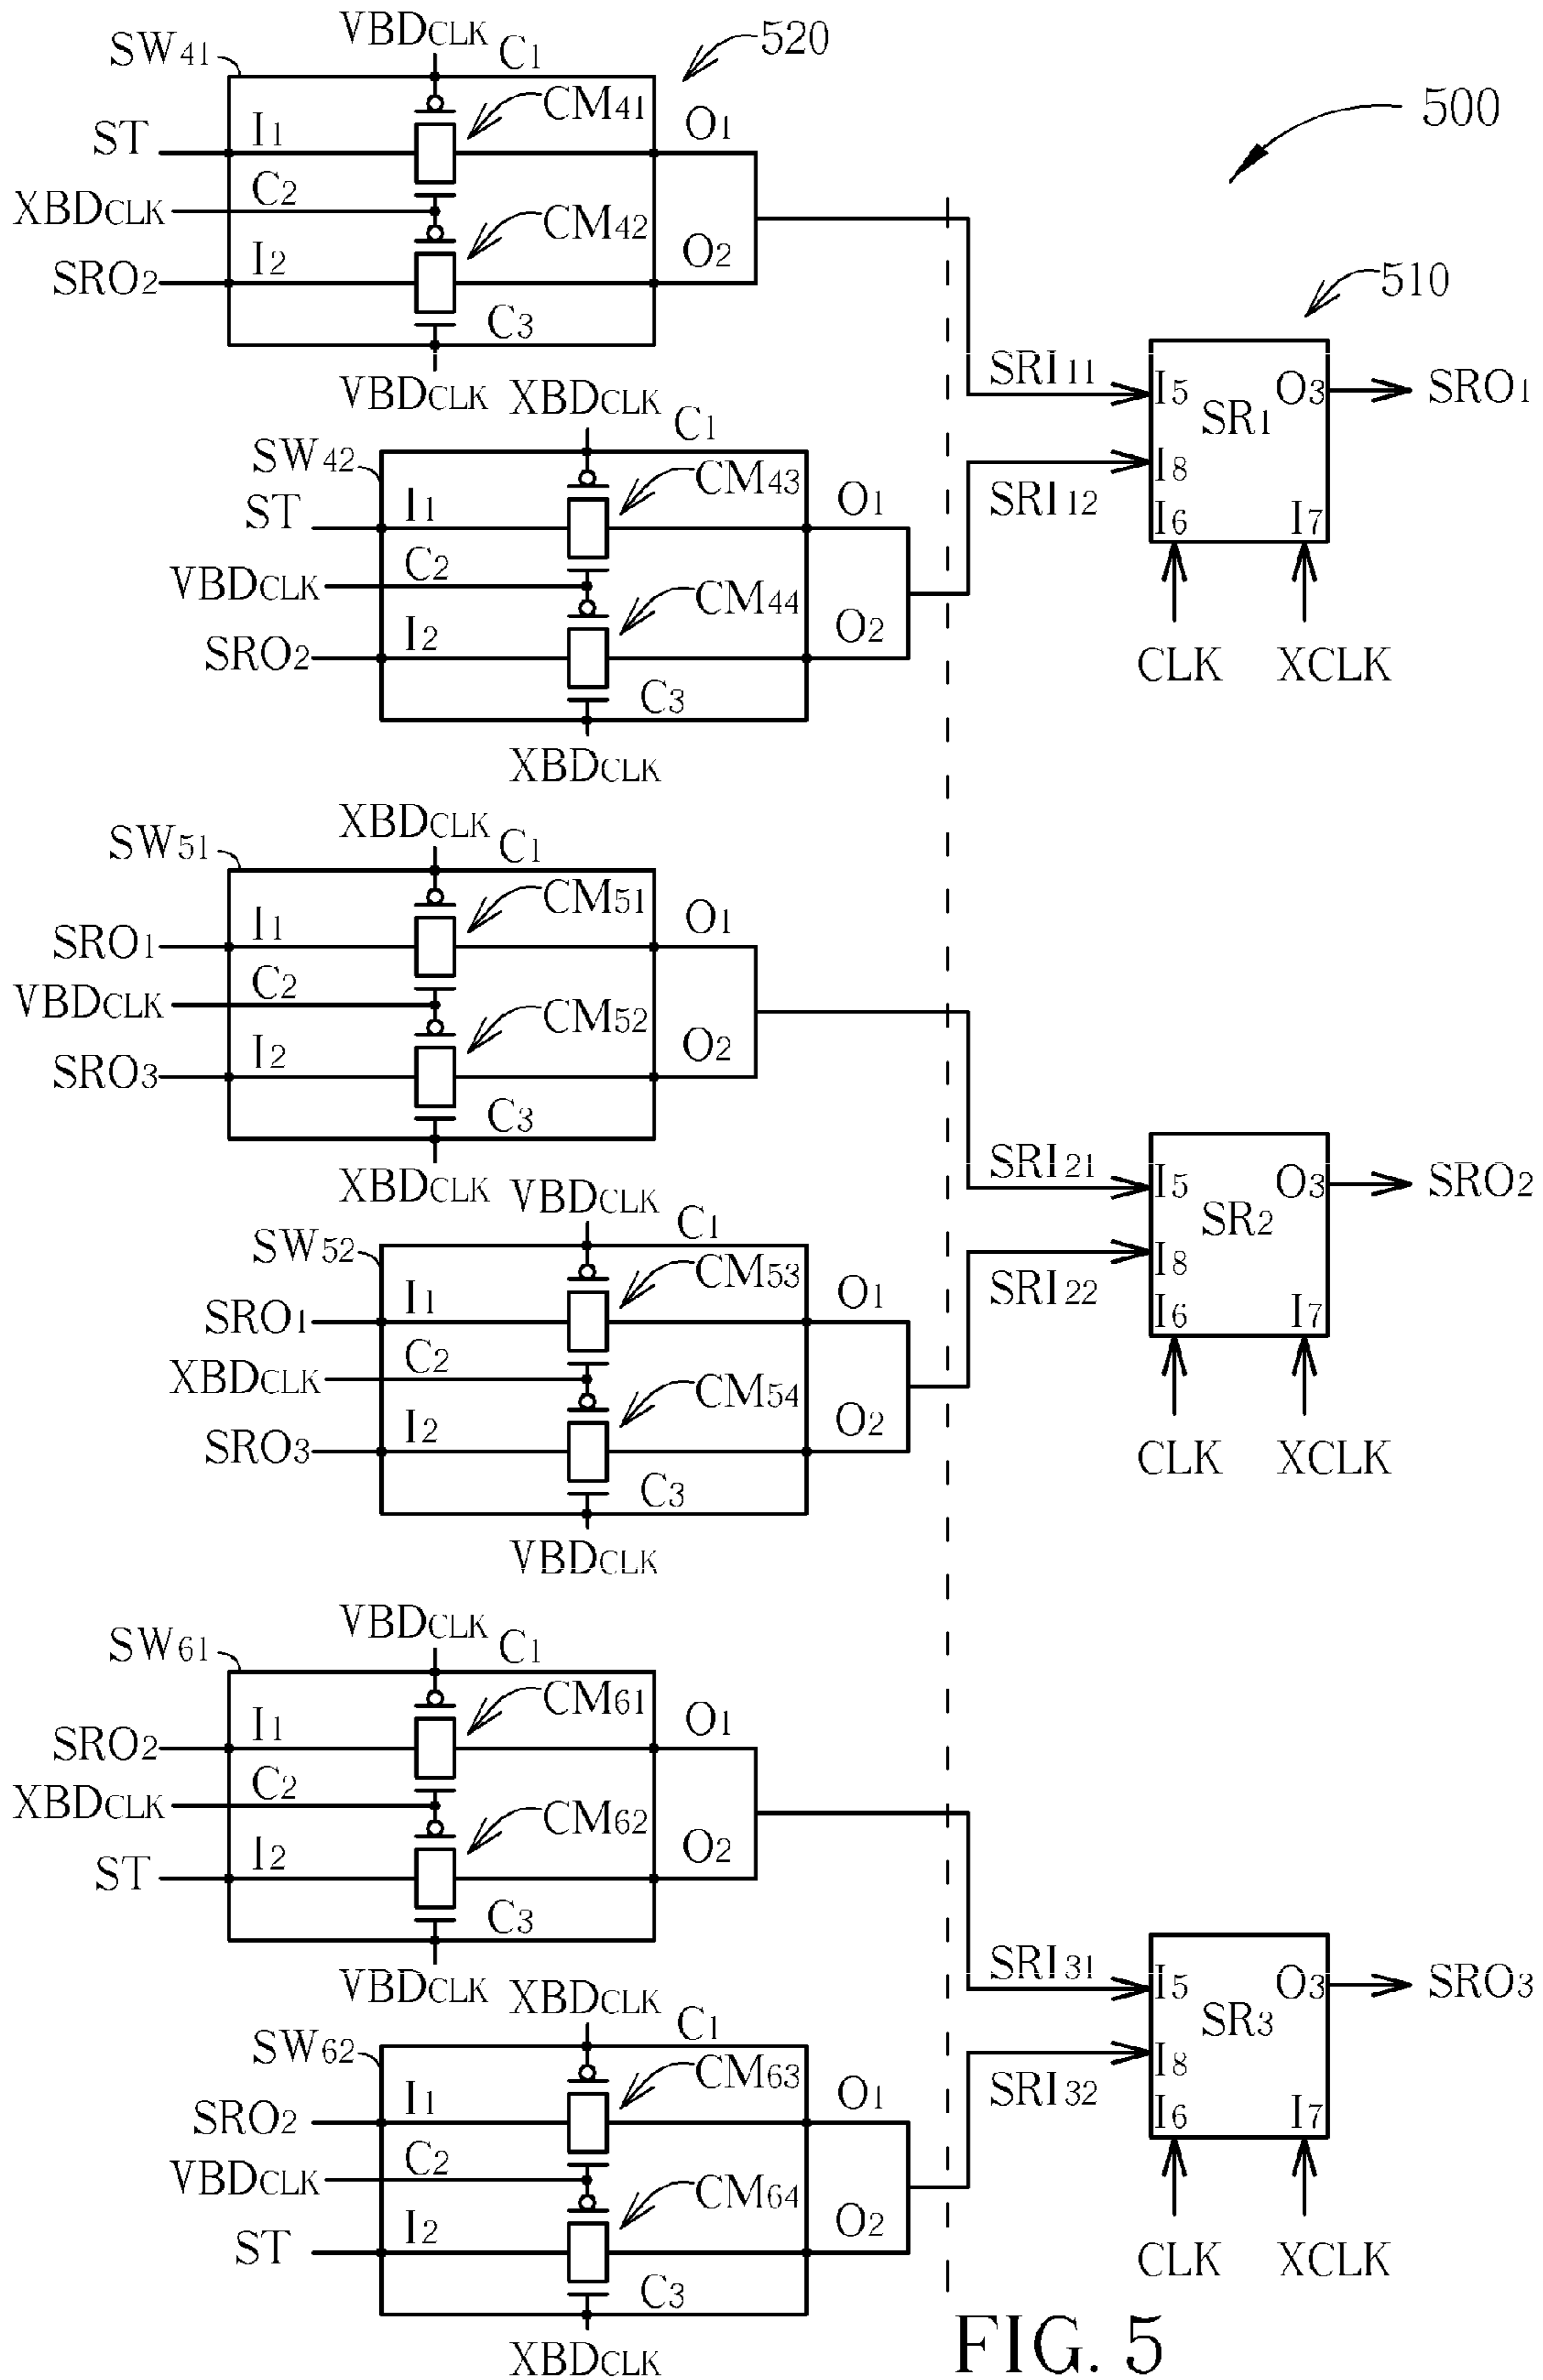 VBDCLK
SW41
C1
520
CM41
500
ST
I1
O1
C2
XBDCLK
CM42
SRO2
I2
O2
510
C3
VBDCLK
XBDCLK
SRI11
I5
O3
SRO1
SR1
C1
SW42
CM43
I8
ST
I1
O1
SRI12
I6
I7
C2
VBDCLK
CM44
SRO2
I2
O2
CLK
XCLK
C3
XBDCLK
XBDCLK
SW51
C1
CM51
SRO1
I1
O1
C2
VBDCLK
CM52
SRO3
I2
O2
C3
XBDCLK
VBDCLK
SRI21
I5
O3
SRO2
SR2
C1
SW52
CM53
I8
SRO1
I1
O1
SRI22
I6
I7
C2
XBDCLK
CM54
SRO3
I2
O2
CLK
XCLK
C3
VBDCLK
VBDCLK
SW61
C1
CM61
SRO2
I1
O1
C2
XBDCLK
CM62
ST
I2
O2
C3
VBDCLK
XBDCLK
SRI31
I5
O3
SRO3
SR3
C1
SW62
CM63
I8
SRO2
I1
O1
SRI32
I6
I7
C2
VBDCLK
CM64
ST
I2
O2
CLK
XCLK
C3
XBDCLK
FIG. 5